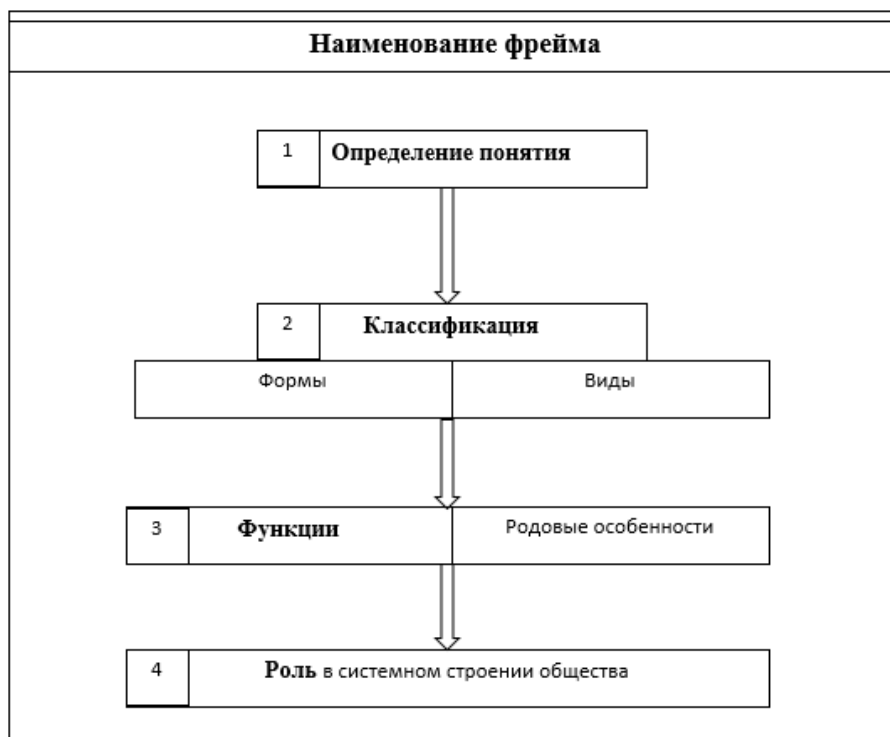 Наименование фрейма
1 Определение понятия
2 Классификация
Формы Виды
3 Функции Родовые особенности
4 Роль в системном строении общества